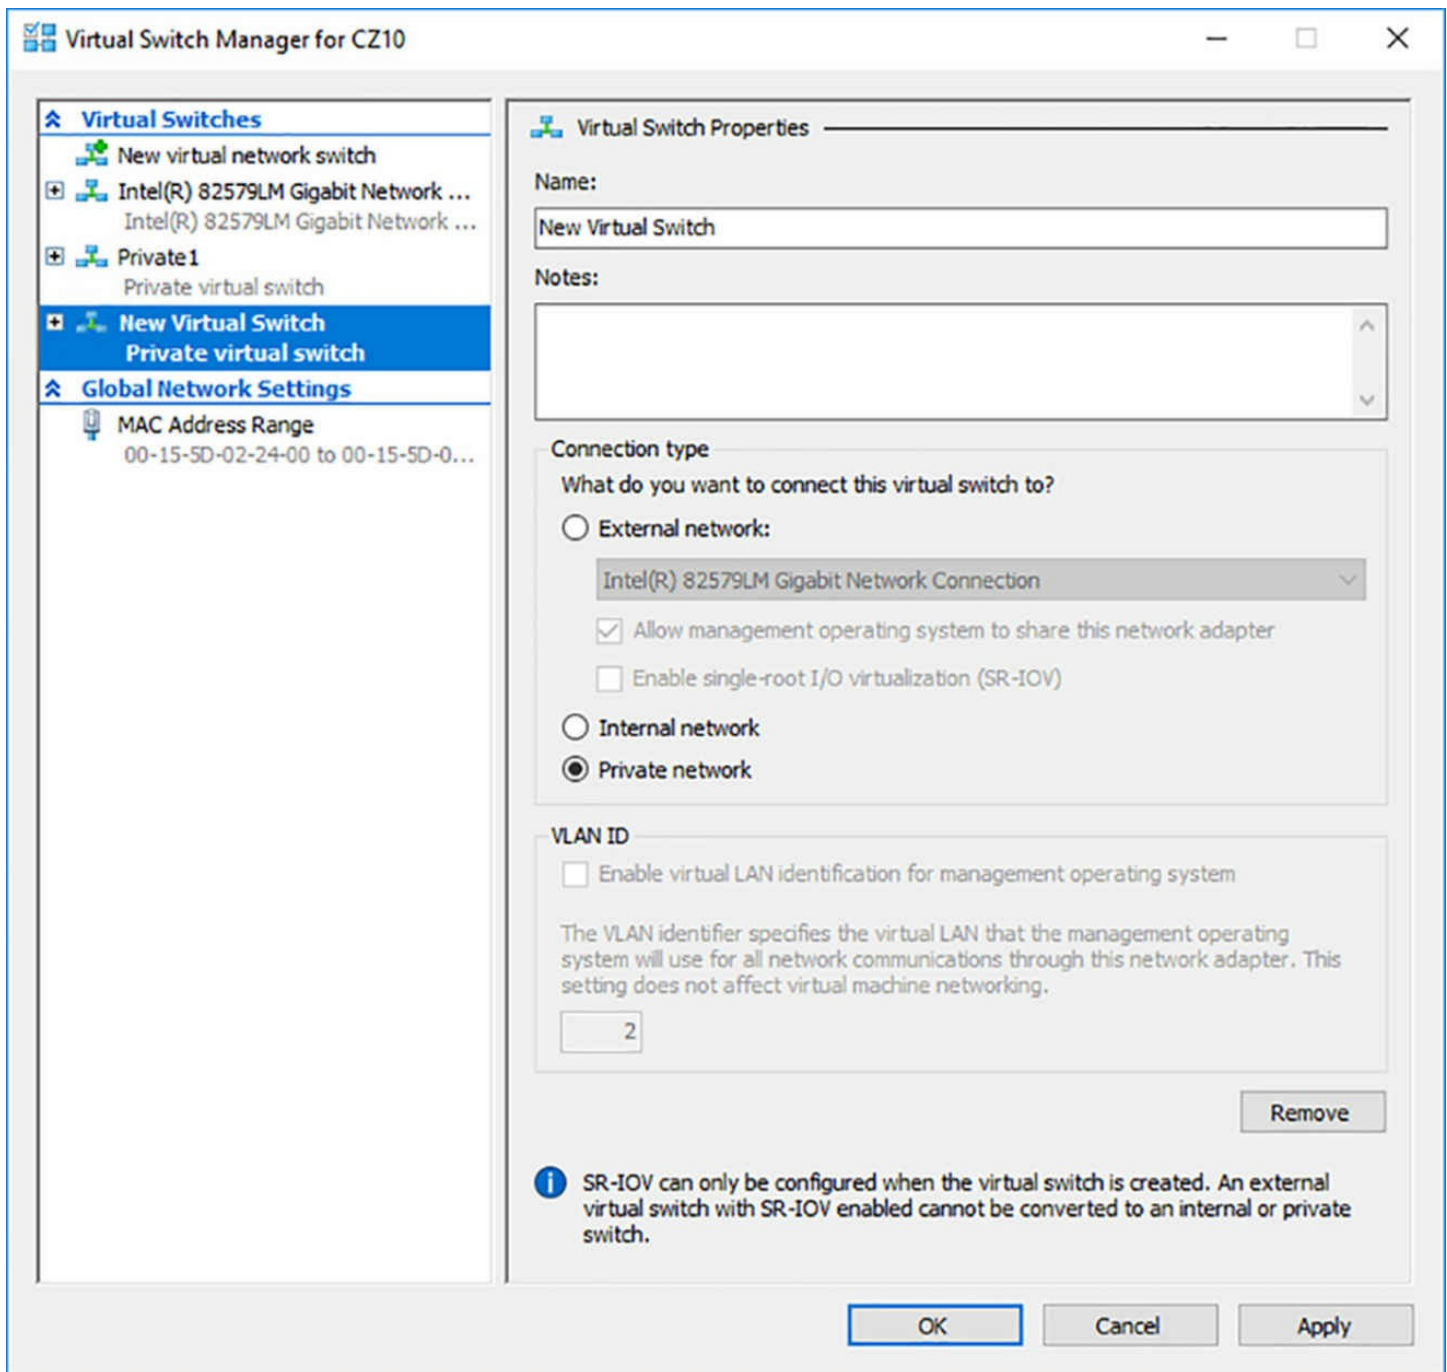 Virtual Switch Manager for CZ10
Virtual Switches
New virtual network switch
Intel(R) 82579LM Gigabit Network ...
Intel(R) 82579LM Gigabit Network ...
Private1
Private virtual switch
New Virtual Switch
Private virtual switch
Global Network Settings
MAC Address Range
00-15-5D-02-24-00 to 00-15-5D-0...
Virtual Switch Properties
Name:
New Virtual Switch
Notes:
Connection type
What do you want to connect this virtual switch to?
External network:
Intel(R) 82579LM Gigabit Network Connection
Allow management operating system to share this network adapter
Enable single-root I/O virtualization (SR-IOV)
Internal network
Private network
VLAN ID
Enable virtual LAN identification for management operating system
The VLAN identifier specifies the virtual LAN that the management operating
system will use for all network communications through this network adapter. This
setting does not affect virtual machine networking.
2
Remove
SR-IOV can only be configured when the virtual switch is created. An external
virtual switch with SR-IOV enabled cannot be converted to an internal or private
switch.
OK
Cancel
Apply